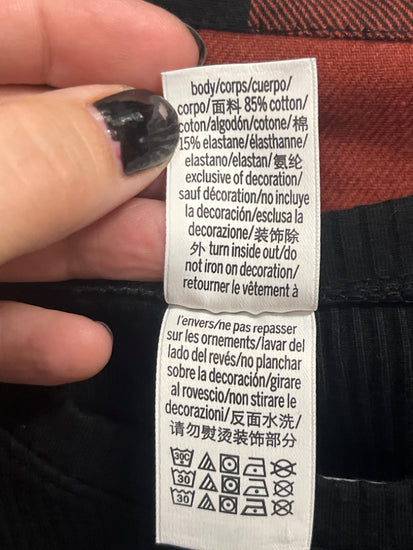 body/corps/cuerpo/
corpo/面料 85% cotton/
coton/algodón/cotone/棉
15% elastane/élasthanne/
elastano/elastan/氨纶
exclusive of decoration/
sauf décoration/no incluye
la decoración/esclusa la
decorazione/装饰除
外 turn inside out/do
not iron on decoration/
retourner le vêtement à
l'envers/ne pas repasser
sur les ornements/lavar del
lado del revés/no planchar
sobre la decoración/girare
al rovescio/non stirare le
decorazioni/反面水洗/
请勿熨烫装饰部分
30C
30
30